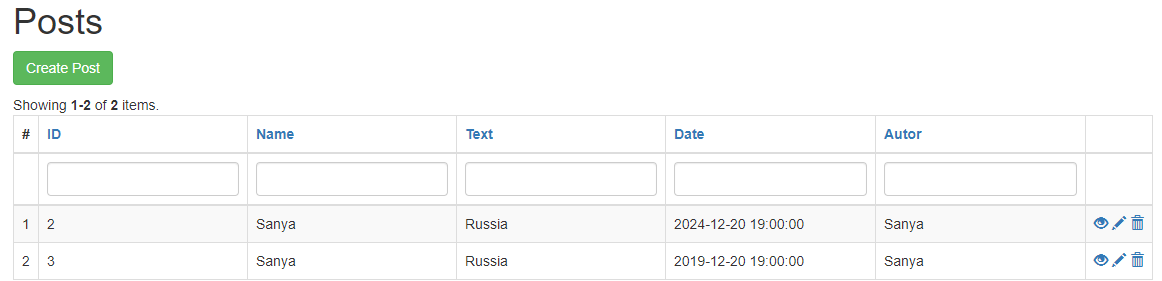 Posts
Create Post
Showing 1-2 of 2 items.
# ID Name Text Date Autor
1 2 Sanya Russia 2024-12-20 19:00:00 Sanya
2 3 Sanya Russia 2019-12-20 19:00:00 Sanya